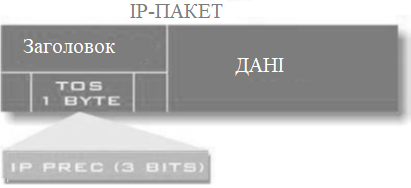 IP-ПАКЕТ
Заголовок
ДАНІ
TOS
1 BYTE
IP PREC (3 BITS)